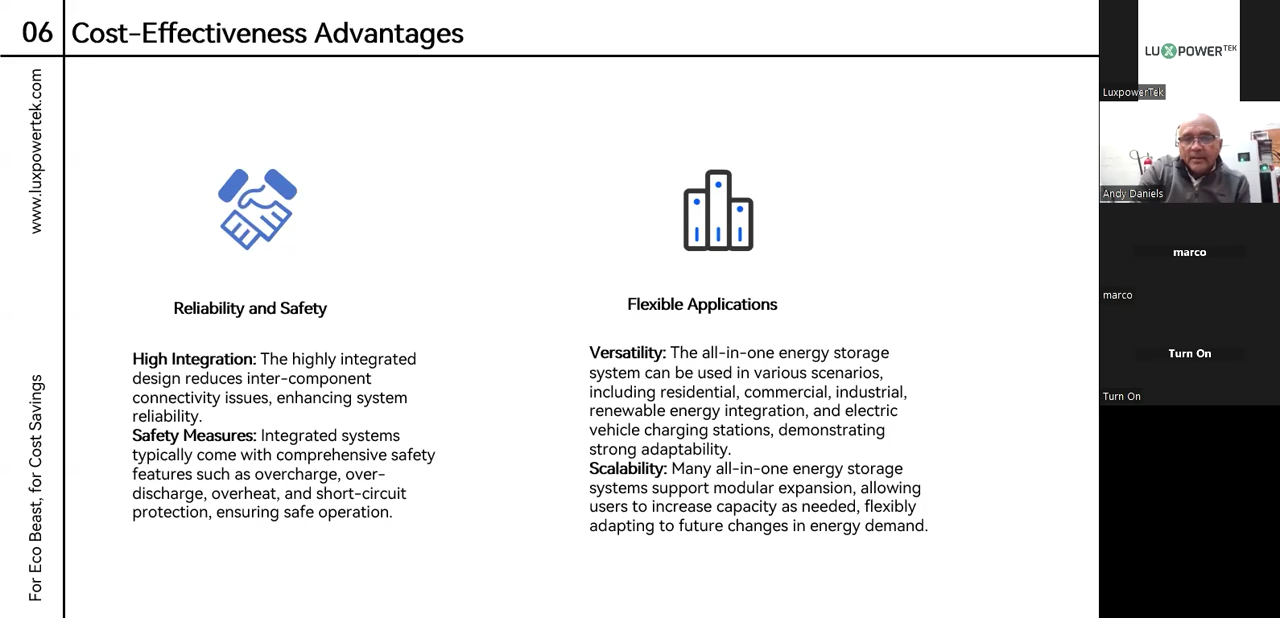 06
Cost-Effectiveness Advantages
www.luxpowertek.com
For Eco Beast, for Cost Savings
Reliability and Safety
High Integration: The highly integrated
design reduces inter-component
connectivity issues, enhancing system
reliability.
Safety Measures: Integrated systems
typically come with comprehensive safety
features such as overcharge, over-
discharge, overheat, and short-circuit
protection, ensuring safe operation.
Flexible Applications
Versatility: The all-in-one energy storage
system can be used in various scenarios,
including residential, commercial, industrial,
renewable energy integration, and electric
vehicle charging stations, demonstrating
strong adaptability.
Scalability: Many all-in-one energy storage
systems support modular expansion, allowing
users to increase capacity as needed, flexibly
adapting to future changes in energy demand.
LUXPOWERTEK
LuxpowerTek
Andy Daniels
marco
marco
Turn On
Turn On